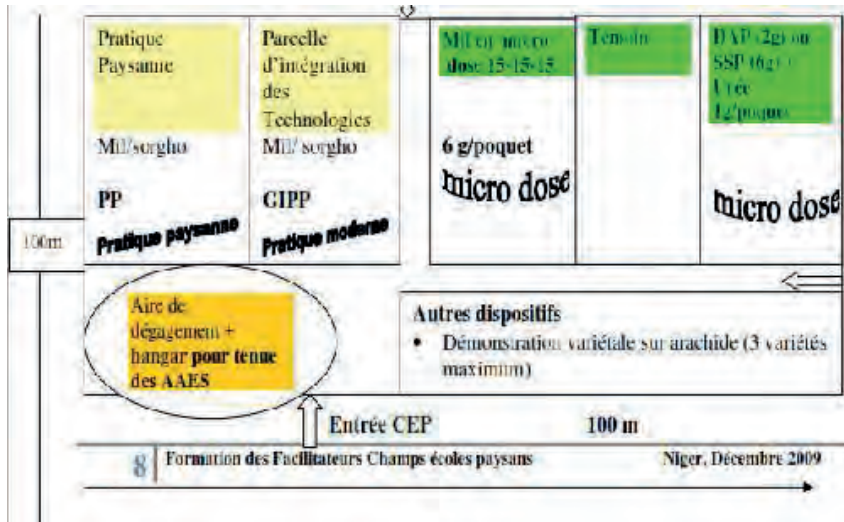 Pratique
Paysanne
Mil/sorgho
PP
Pratique paysanne
Parcelle
d'intégration
des
Technologies
Mil/ sorgho
GIPP
Pratique moderne
Mil en micro
dose 15-15-15
6 g/poquet
micro dose
Témoin
DAP (2g) ou
SSP (6g) +
Urée
1g/poquet
micro dose
100m
Aire de
dégagement +
hangar pour tenue
des AAES
Autres dispositifs
• Démonstration variétale sur arachide (3 variétés
maximum)
Entrée CEP 100 m
8 Formation des Facilitateurs Champs écoles paysans Niger, Décembre 2009